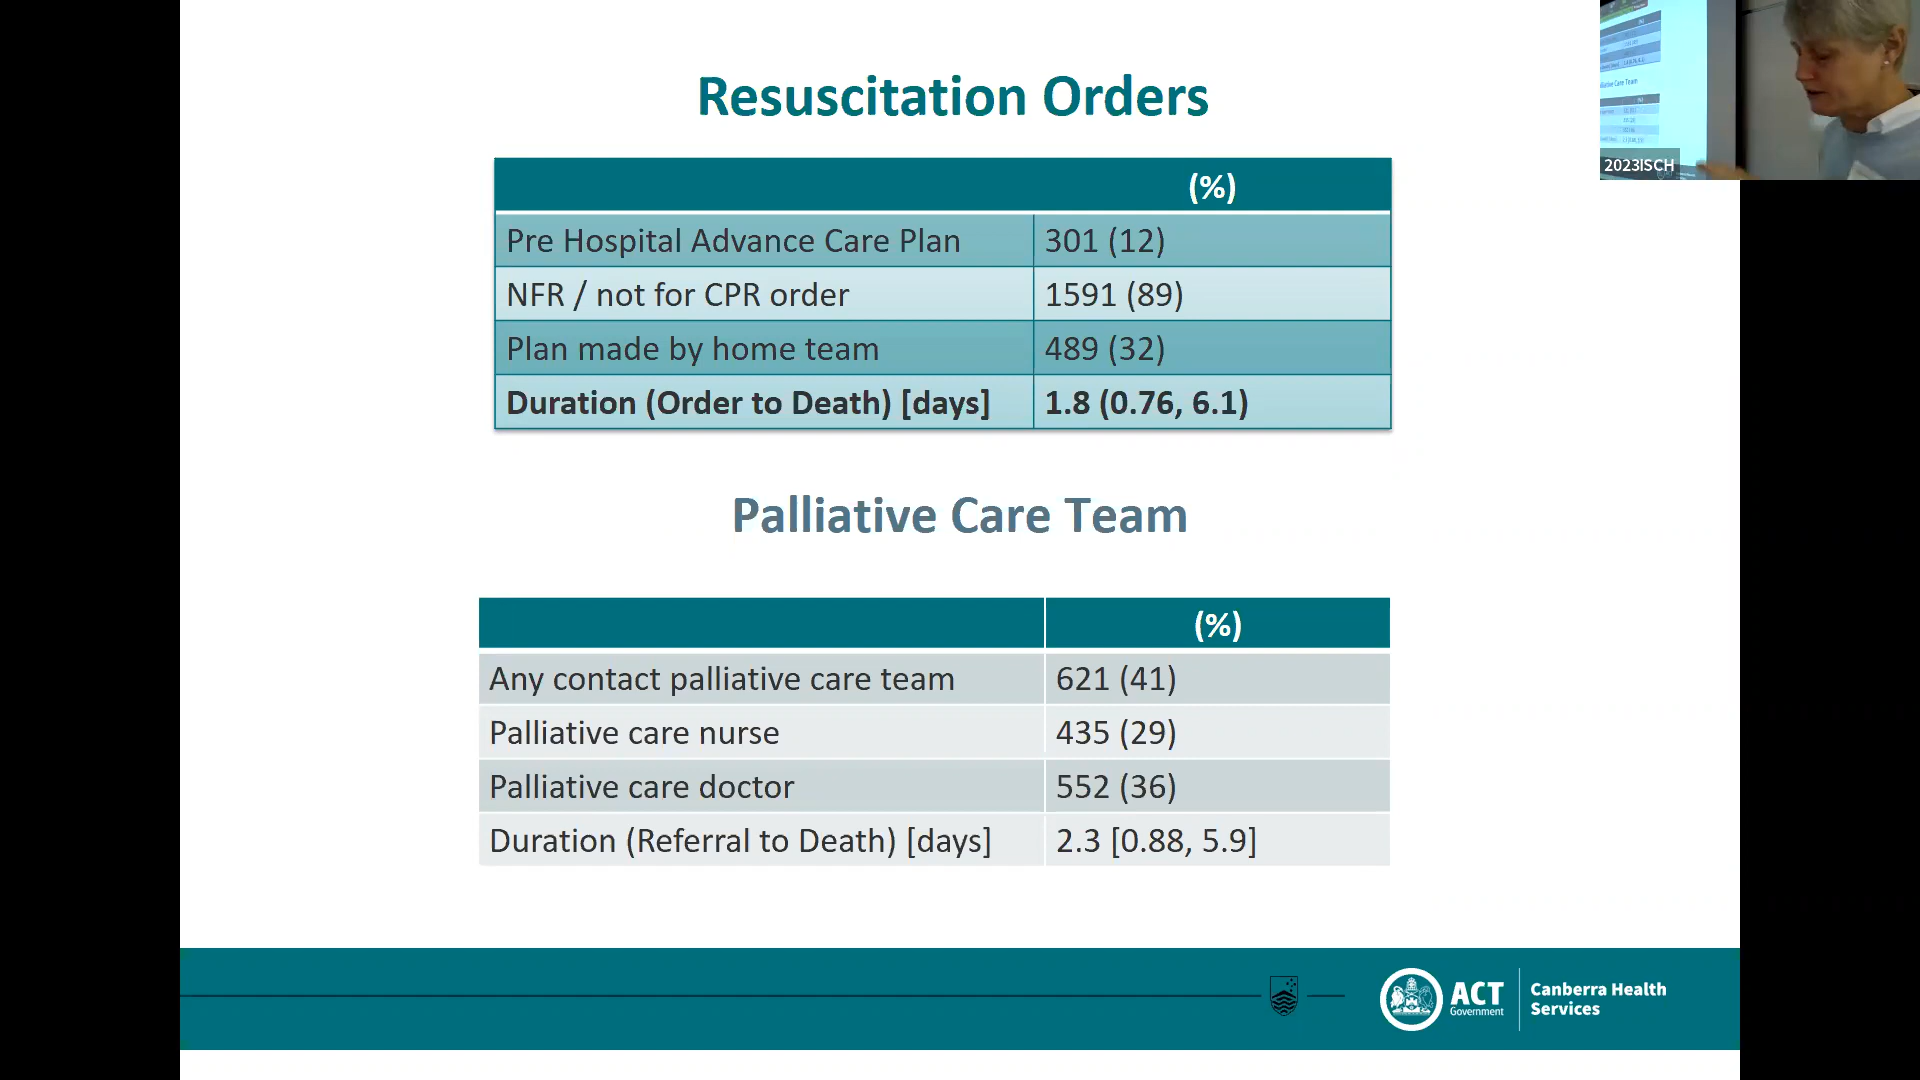 Resuscitation Orders
(%)
Pre Hospital Advance Care Plan 301 (12)
NFR / not for CPR order 1591 (89)
Plan made by home team 489 (32)
Duration (Order to Death) [days] 1.8 (0.76, 6.1)
Palliative Care Team
(%)
Any contact palliative care team 621 (41)
Palliative care nurse 435 (29)
Palliative care doctor 552 (36)
Duration (Referral to Death) [days] 2.3 [0.88, 5.9]
ACT
Government
Canberra Health
Services
2023ISCH